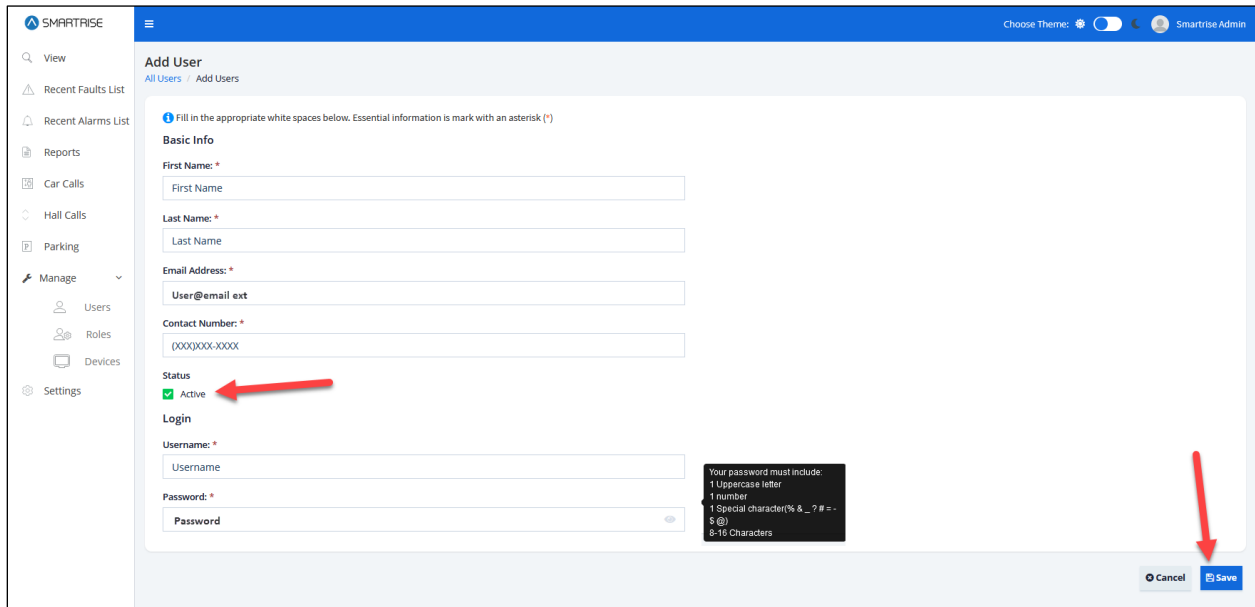 SMARTRISE
Choose Theme:
Smartrise Admin
View
Recent Faults List
Recent Alarms List
Reports
Car Calls
Hall Calls
P Parking
Manage
Users
Roles
Devices
Settings
Add User
All Users / Add Users
Fill in the appropriate white spaces below. Essential information is mark with an asterisk (*)
Basic Info
First Name: *
First Name
Last Name: *
Last Name
Email Address: *
User@email ext
Contact Number: *
(XXX)XXX-XXXX
Status
Active
Login
Username: *
Username
Password: *
Password
Your password must include:
1 Uppercase letter
1 number
1 Special character(% & _ ? # = -
$ @)
8-16 Characters
Cancel
Save